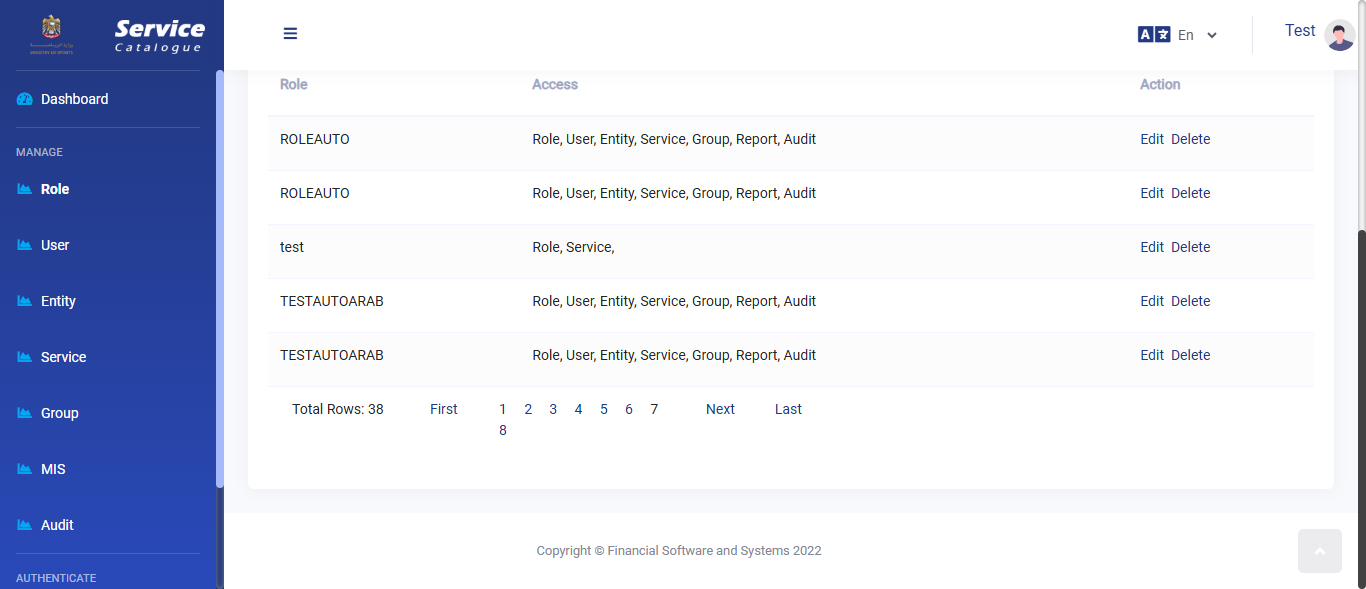 Service
Catalogue
MINISTRY OF SPORTS
En
Test
Dashboard
MANAGE
Role
User
Entity
Service
Group
MIS
Audit
AUTHENTICATE
Role Access Action
ROLEAUTO Role, User, Entity, Service, Group, Report, Audit Edit Delete
ROLEAUTO Role, User, Entity, Service, Group, Report, Audit Edit Delete
test Role, Service, Edit Delete
TESTAUTOARAB Role, User, Entity, Service, Group, Report, Audit Edit Delete
TESTAUTOARAB Role, User, Entity, Service, Group, Report, Audit Edit Delete
Total Rows: 38 First 1 2 3 4 5 6 7 Next Last
8
Copyright © Financial Software and Systems 2022